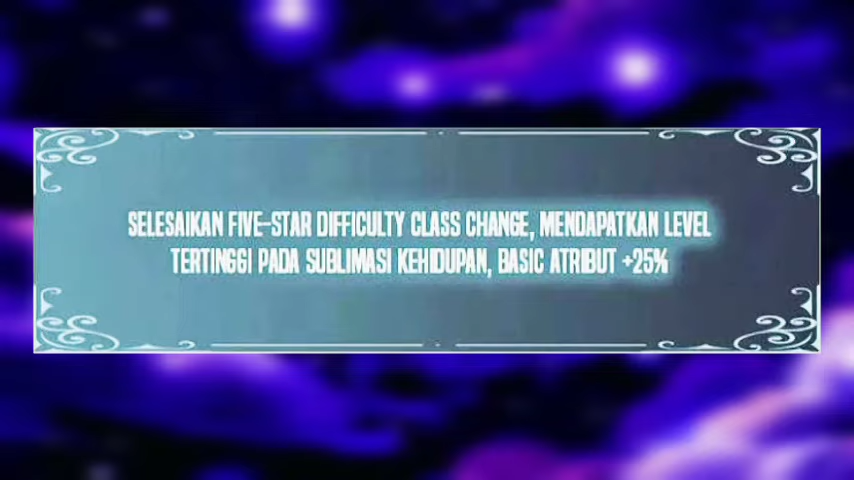 SELESAIKAN FIVE-STAR DIFFICULTY CLASS CHANGE, MENDAPATKAN LEVEL
TERTINGGI PADA SUBLIMASI KEHIDUPAN, BASIC ATRIBUT +25%